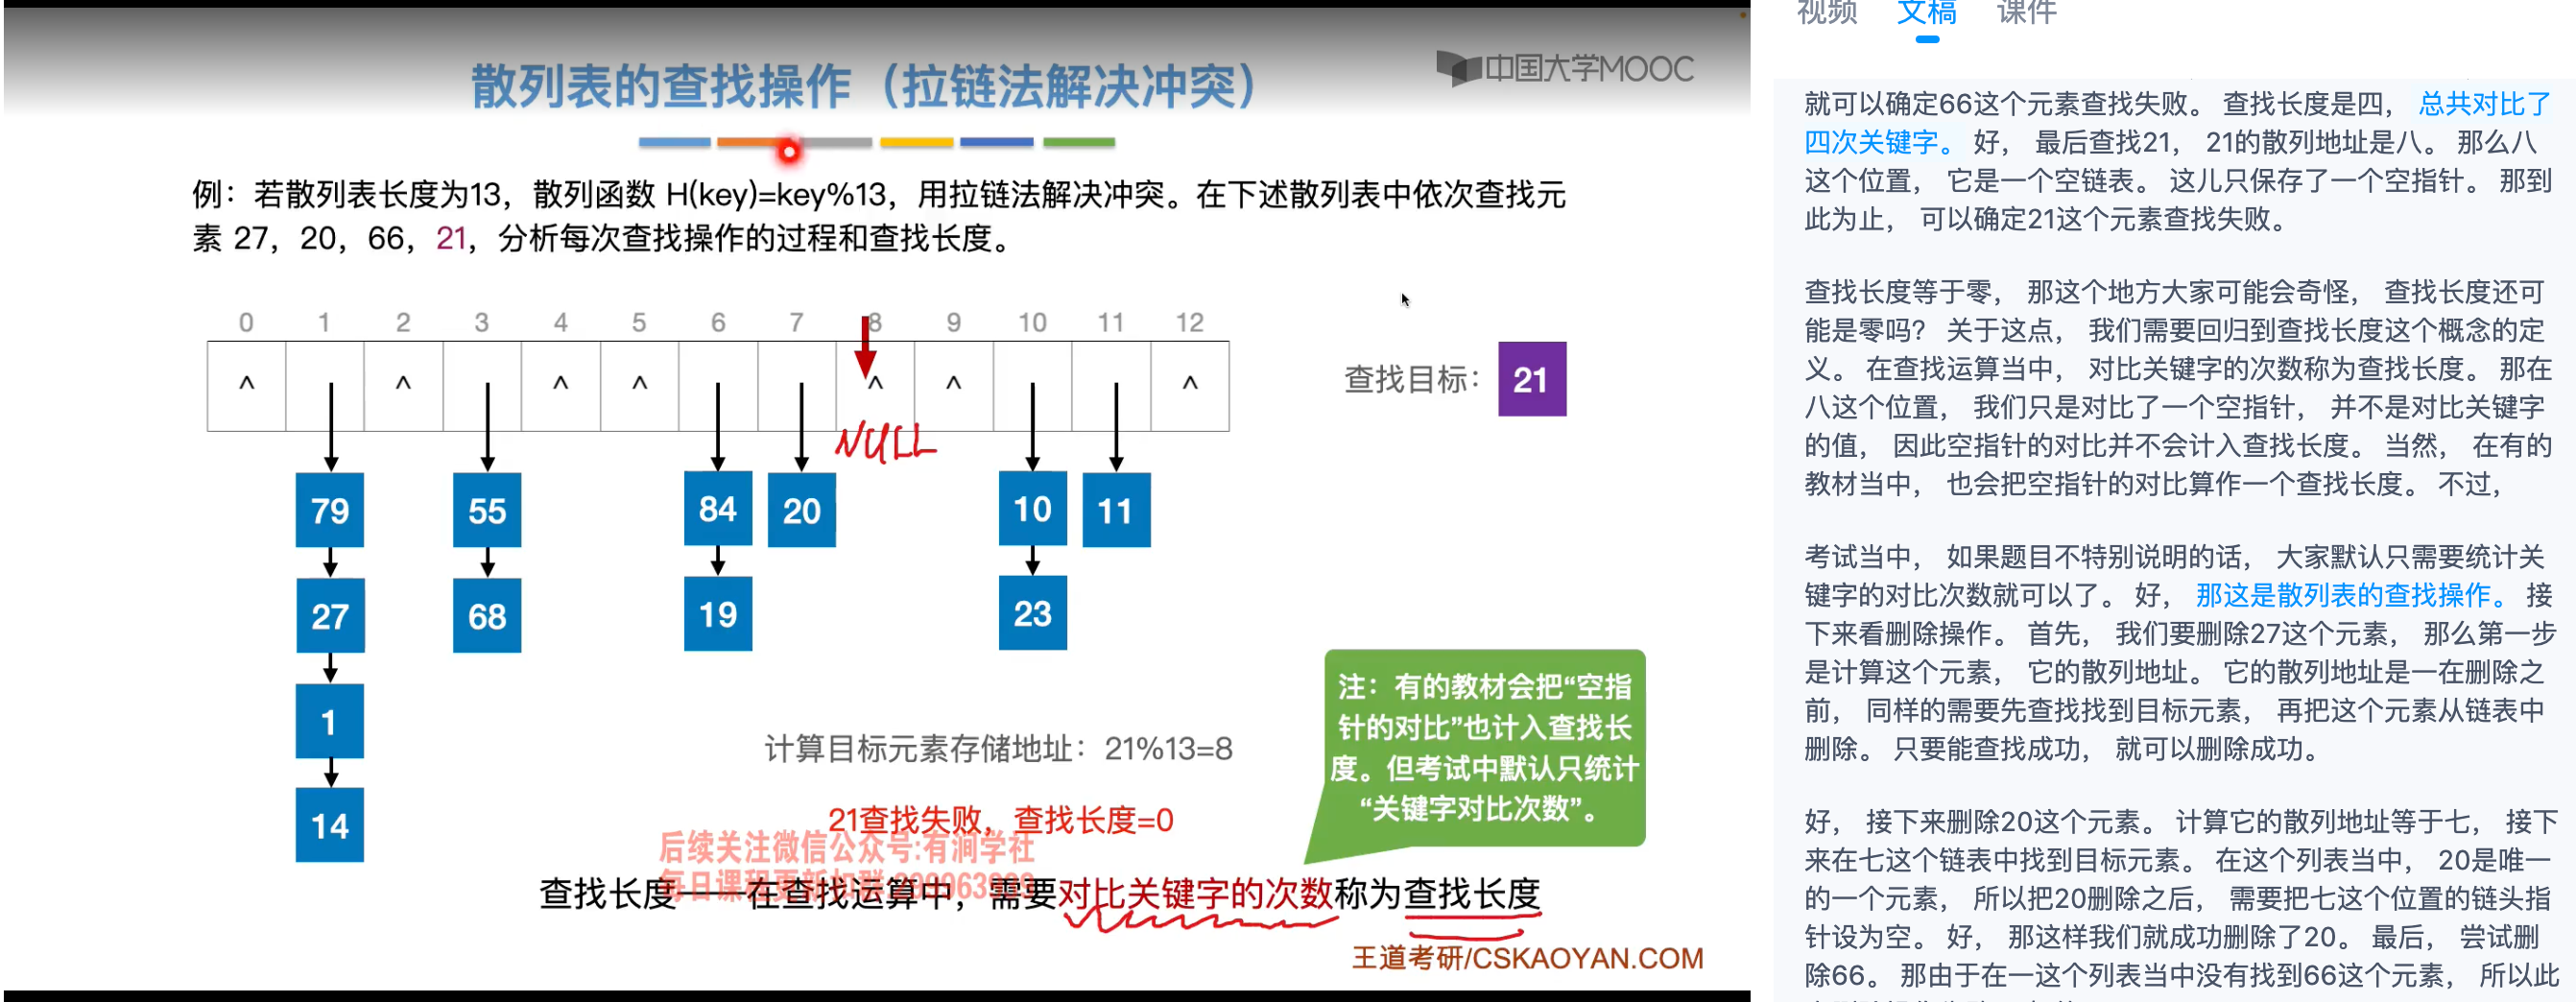 散列表的查找操作（拉链法解决冲突）
中国大学MOOC
例：若散列表长度为13，散列函数 H(key)=key%13，用拉链法解决冲突。在下述散列表中依次查找元
素 27，20，66，21，分析每次查找操作的过程和查找长度。
0 1 2 3 4 5 6 7 8 9 10 11 12
^ ^ ^ ^ ^ ^ ^
NULL
查找目标： 21
79 55 84 20 10 11
27 68 19 23
1
14
注：有的教材会把“空指
针的对比”也计入查找长
度。但考试中默认只统计
“关键字对比次数”。
计算目标元素存储地址：21%13=8
21查找失败，查找长度=0
后续关注微信公众号:有涧学社
每日课程更新加群:
查找长度——在查找运算中，需要对比关键字的次数称为查找长度
王道考研/CSKAOYAN.COM
视频 文稿 课件
就可以确定66这个元素查找失败。 查找长度是四， 总共对比了
四次关键字。 好， 最后查找21， 21的散列地址是八。 那么八
这个位置， 它是一个空链表。 这儿只保存了一个空指针。 那到
此为止， 可以确定21这个元素查找失败。
查找长度等于零， 那这个地方大家可能会奇怪， 查找长度还可
能是零吗? 关于这点， 我们需要回归到查找长度这个概念的定
义。 在查找运算当中， 对比关键字的次数称为查找长度。 那在
八这个位置， 我们只是对比了一个空指针， 并不是对比关键字
的值， 因此空指针的对比并不会计入查找长度。 当然， 在有的
教材当中， 也会把空指针的对比算作一个查找长度。 不过，
考试当中， 如果题目不特别说明的话， 大家默认只需要统计关
键字的对比次数就可以了。 好， 那这是散列表的查找操作。 接
下来看删除操作。 首先， 我们要删除27这个元素， 那么第一步
是计算这个元素， 它的散列地址。 它的散列地址是一在删除之
前， 同样的需要先查找找到目标元素， 再把这个元素从链表中
删除。 只要能查找成功， 就可以删除成功。
好， 接下来删除20这个元素。 计算它的散列地址等于七， 接下
来在七这个链表中找到目标元素。 在这个列表当中， 20是唯一
的一个元素， 所以把20删除之后， 需要把七这个位置的链头指
针设为空。 好， 那这样我们就成功删除了20。 最后， 尝试删
除66。 那由于在一这个列表当中没有找到66这个元素， 所以此